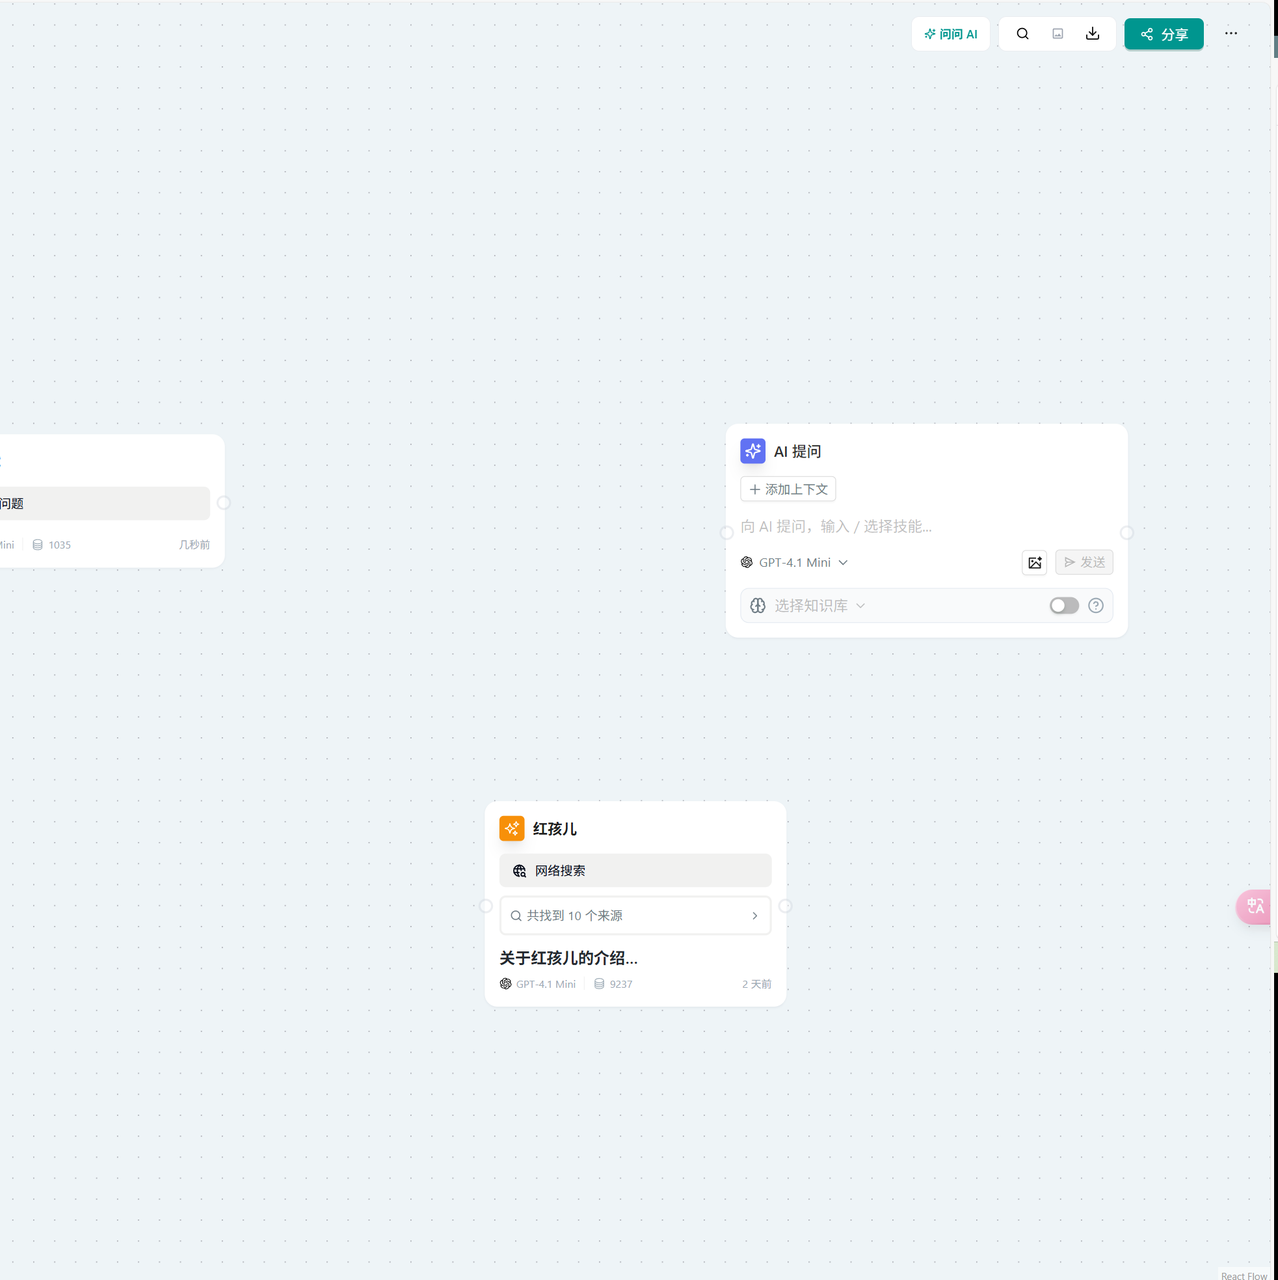 问问 AI
分享
问题
Mini
1035
几秒前
AI 提问
添加上下文
向 AI 提问，输入 / 选择技能...
GPT-4.1 Mini
发送
选择知识库
红孩儿
网络搜索
共找到 10 个来源
关于红孩儿的介绍...
GPT-4.1 Mini
9237
2 天前
中
A
React Flow